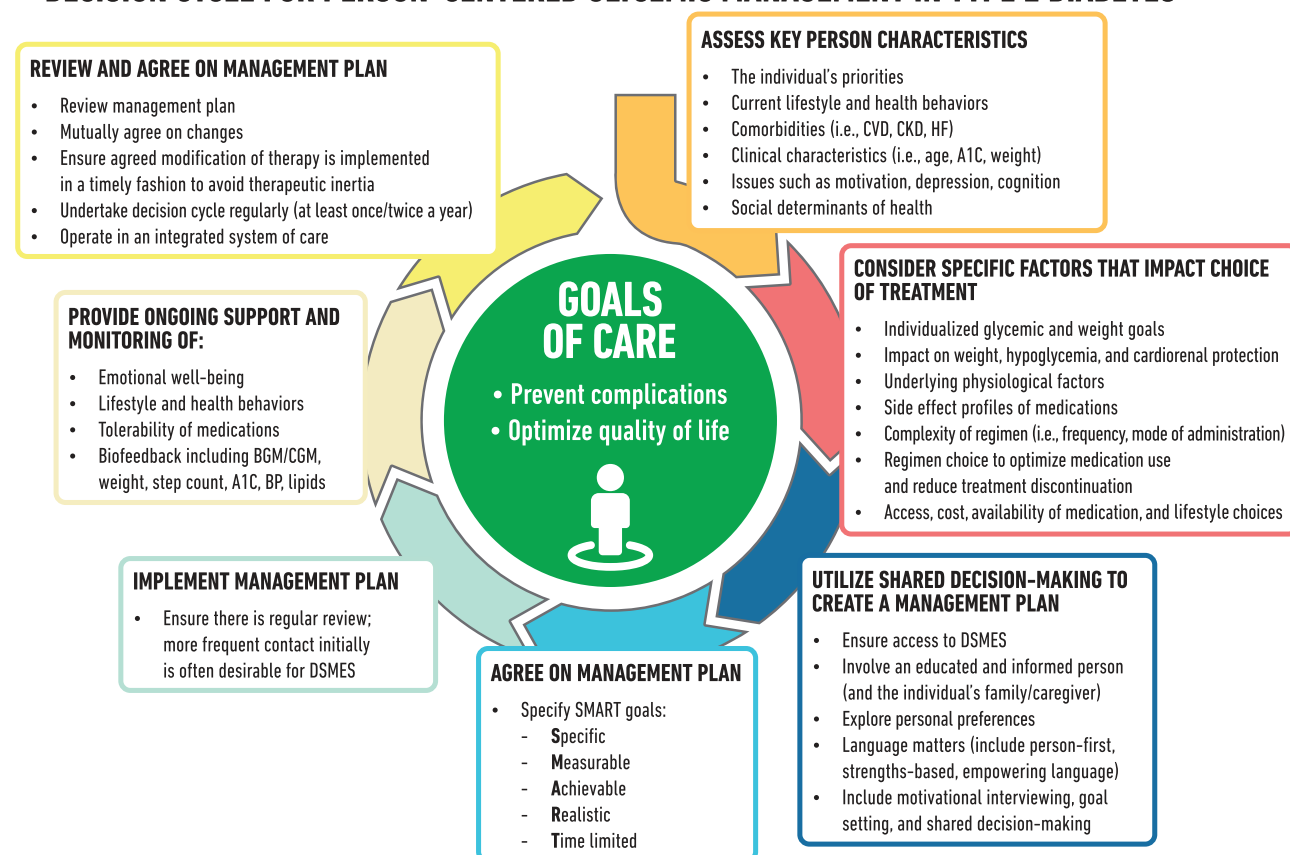 DECISION CYCLE FOR PERSON-CENTERED GLYCEMIC MANAGEMENT IN TYPE 2 DIABETES
ASSESS KEY PERSON CHARACTERISTICS
• The individual's priorities
• Current lifestyle and health behaviors
• Comorbidities (i.e., CVD, CKD, HF)
• Clinical characteristics (i.e., age, A1C, weight)
• Issues such as motivation, depression, cognition
• Social determinants of health
CONSIDER SPECIFIC FACTORS THAT IMPACT CHOICE
OF TREATMENT
• Individualized glycemic and weight goals
• Impact on weight, hypoglycemia, and cardiorenal protection
• Underlying physiological factors
• Side effect profiles of medications
• Complexity of regimen (i.e., frequency, mode of administration)
• Regimen choice to optimize medication use
and reduce treatment discontinuation
• Access, cost, availability of medication, and lifestyle choices
UTILIZE SHARED DECISION-MAKING TO
CREATE A MANAGEMENT PLAN
• Ensure access to DSMES
• Involve an educated and informed person
(and the individual's family/caregiver)
• Explore personal preferences
• Language matters (include person-first,
strengths-based, empowering language)
• Include motivational interviewing, goal
setting, and shared decision-making
AGREE ON MANAGEMENT PLAN
• Specify SMART goals:
- Specific
- Measurable
- Achievable
- Realistic
- Time limited
IMPLEMENT MANAGEMENT PLAN
• Ensure there is regular review;
more frequent contact initially
is often desirable for DSMES
PROVIDE ONGOING SUPPORT AND
MONITORING OF:
• Emotional well-being
• Lifestyle and health behaviors
• Tolerability of medications
• Biofeedback including BGM/CGM,
weight, step count, A1C, BP, lipids
REVIEW AND AGREE ON MANAGEMENT PLAN
• Review management plan
• Mutually agree on changes
• Ensure agreed modification of therapy is implemented
in a timely fashion to avoid therapeutic inertia
• Undertake decision cycle regularly (at least once/twice a year)
• Operate in an integrated system of care
GOALS
OF CARE
• Prevent complications
• Optimize quality of life